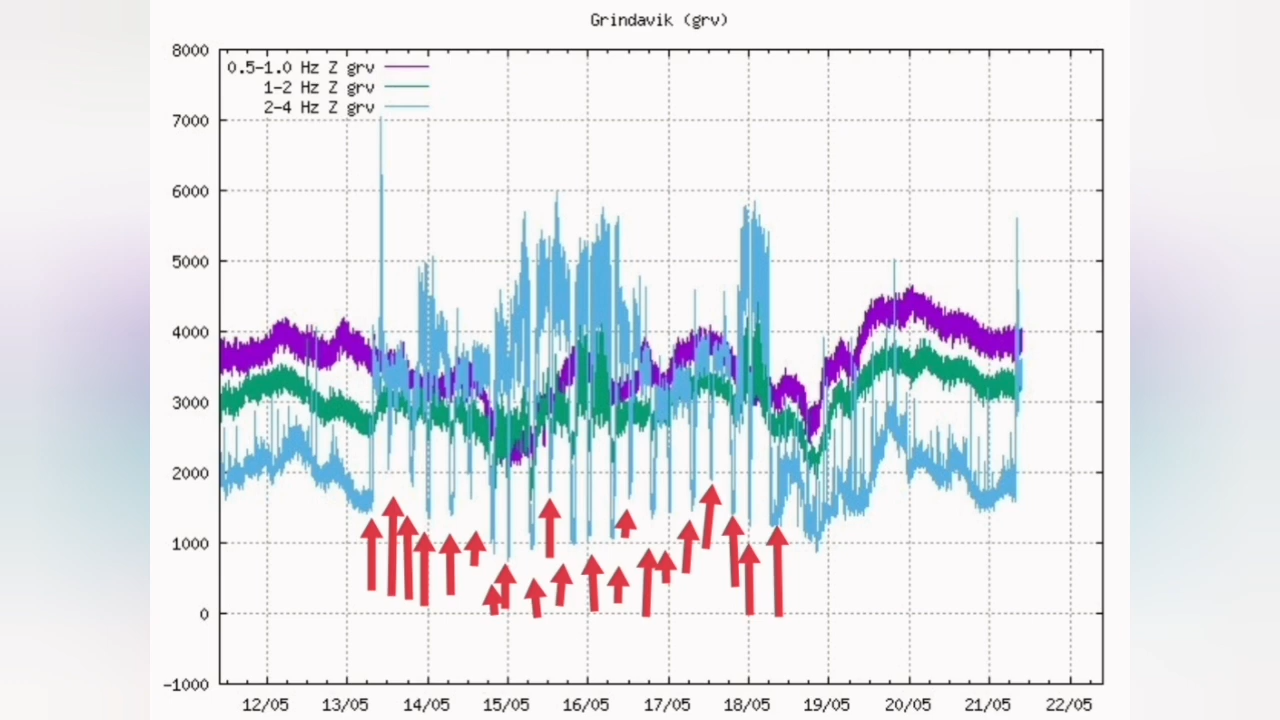 Grindavik (grv)
8000
0.5-1.0 Hz Z grv
1-2 Hz Z grv
2-4 Hz Z grv
7000
6000
5000
4000
3000
2000
1000
0
-1000
12/05 13/05 14/05 15/05 16/05 17/05 18/05 19/05 20/05 21/05 22/05